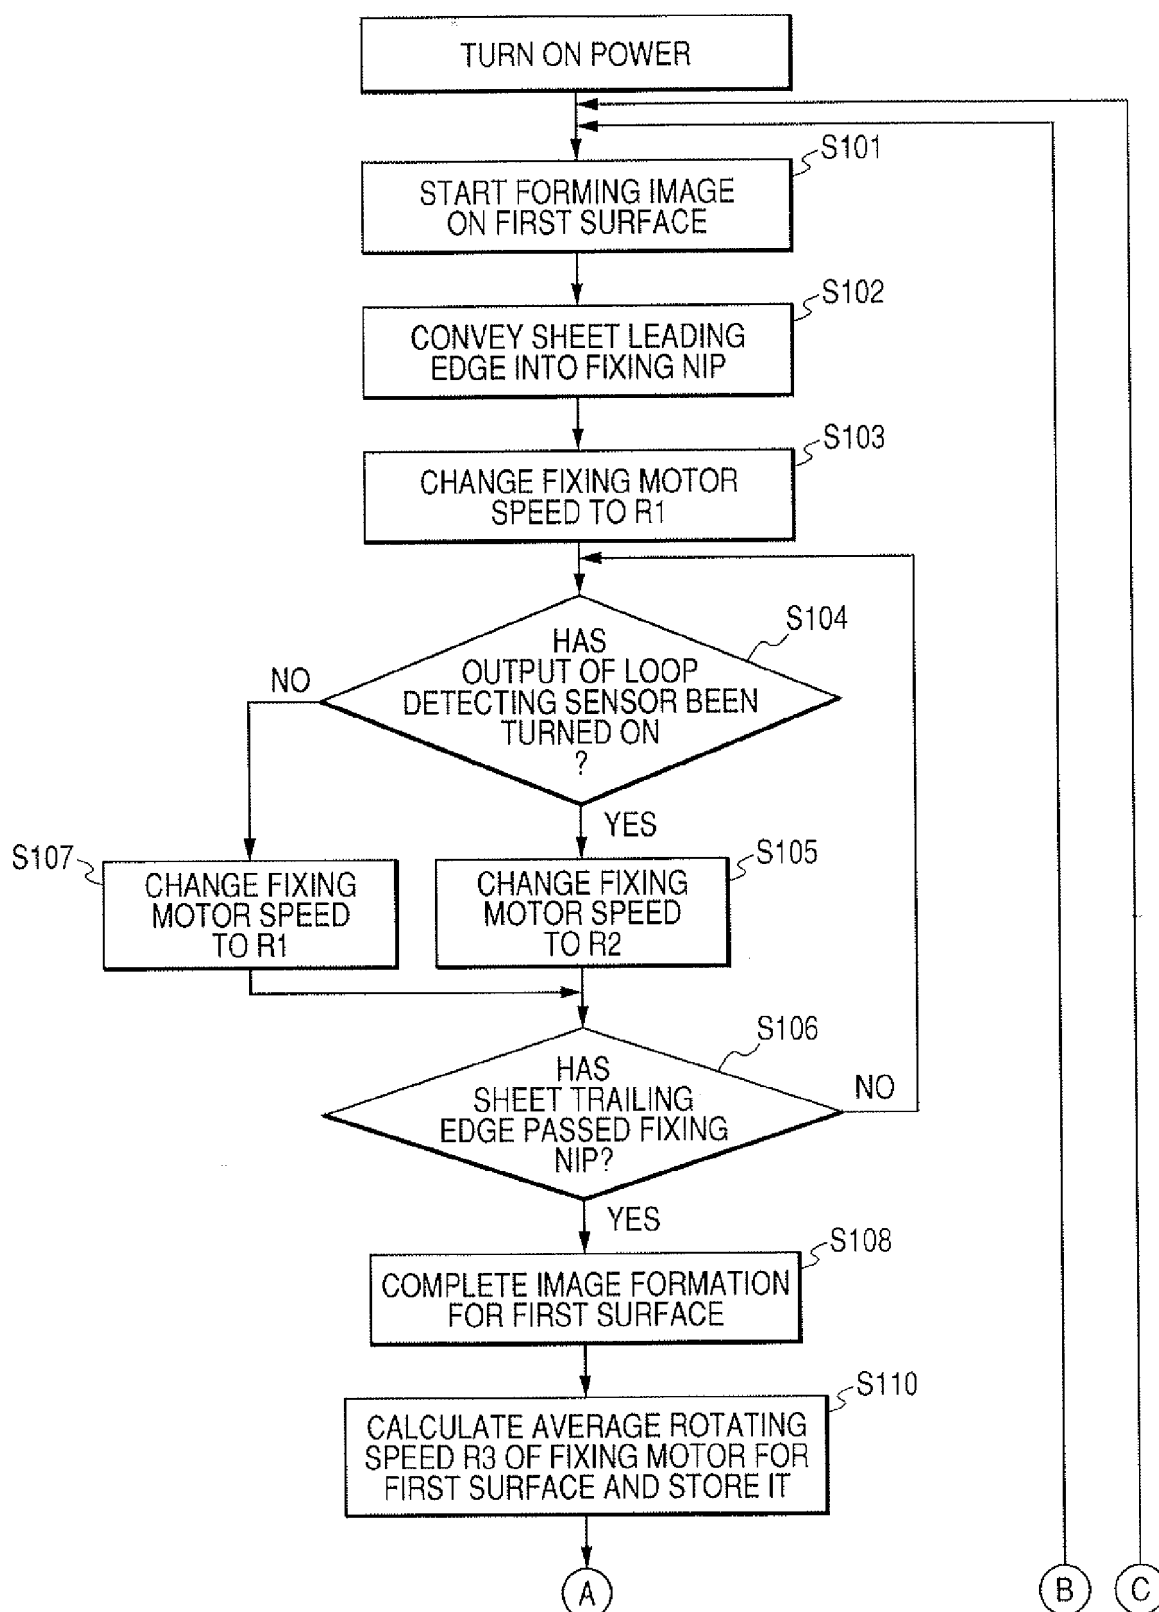 TURN ON POWER
S101
START FORMING IMAGE
ON FIRST SURFACE
S102
CONVEY SHEET LEADING
EDGE INTO FIXING NIP
S103
CHANGE FIXING MOTOR
SPEED TO R1
S104
HAS
OUTPUT OF LOOP
DETECTING SENSOR BEEN
TURNED ON
?
NO
YES
S107
CHANGE FIXING
MOTOR SPEED
TO R1
S105
CHANGE FIXING
MOTOR SPEED
TO R2
S106
HAS
SHEET TRAILING
EDGE PASSED FIXING
NIP?
NO
YES
S108
COMPLETE IMAGE FORMATION
FOR FIRST SURFACE
S110
CALCULATE AVERAGE ROTATING
SPEED R3 OF FIXING MOTOR FOR
FIRST SURFACE AND STORE IT
A
B
C